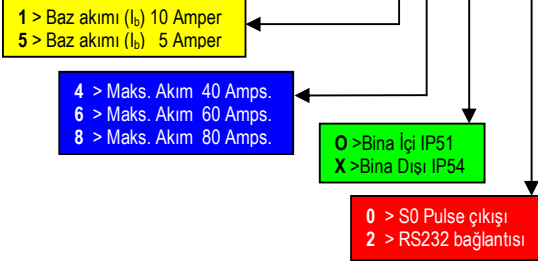 1 > Baz akımı (Ib) 10 Amper
5 > Baz akımı (Ib) 5 Amper
4 > Maks. Akım 40 Amps.
6 > Maks. Akım 60 Amps.
8 > Maks. Akım 80 Amps.
O >Bina İçi IP51
X >Bina Dışı IP54
0 > S0 Pulse çıkışı
2 > RS232 bağlantısı